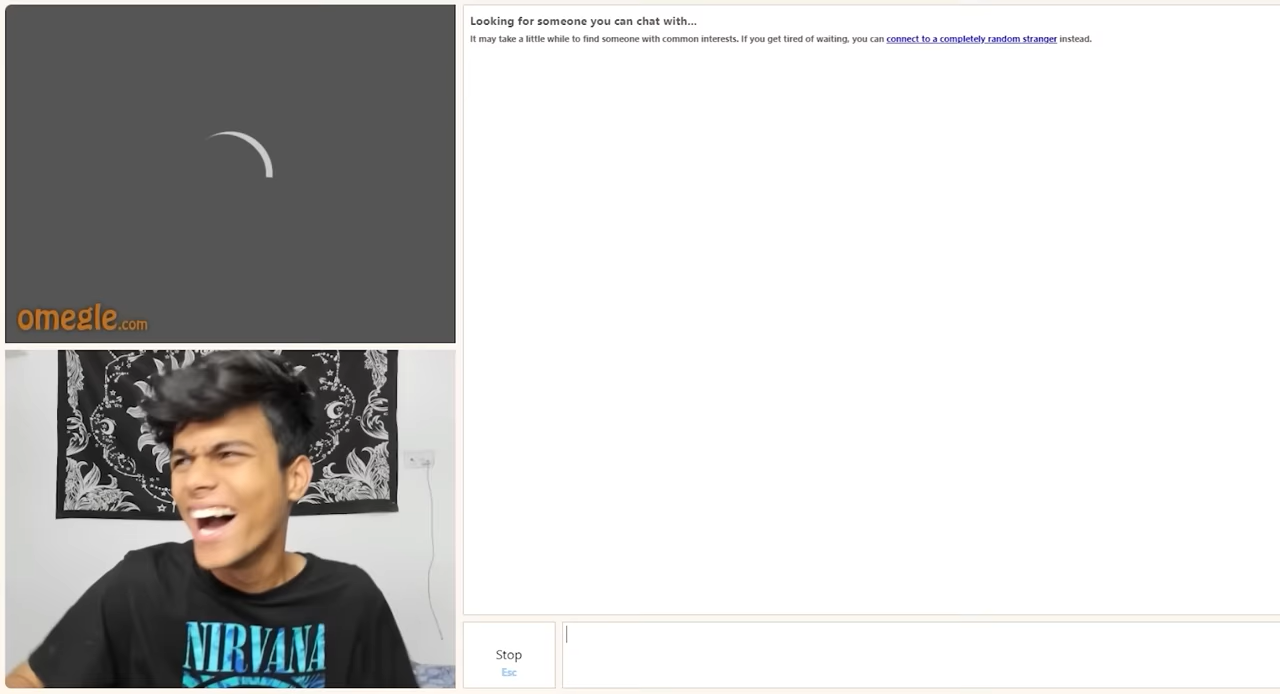 Looking for someone you can chat with...
It may take a little while to find someone with common interests. If you get tired of waiting, you can connect to a completely random stranger instead.
omegle.com
NIRVANA
Stop
Esc